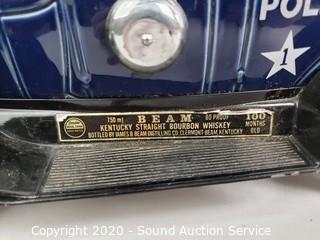 POL
1
750 ml BEAM 80 PROOF 100
KENTUCKY STRAIGHT BOURBON WHISKEY MONTHS
BOTTLED BY JAMES B. BEAM DISTILLING CO. CLERMONT-BEAM, KENTUCKY OLD
Copyright 2020 - Sound Auction Service